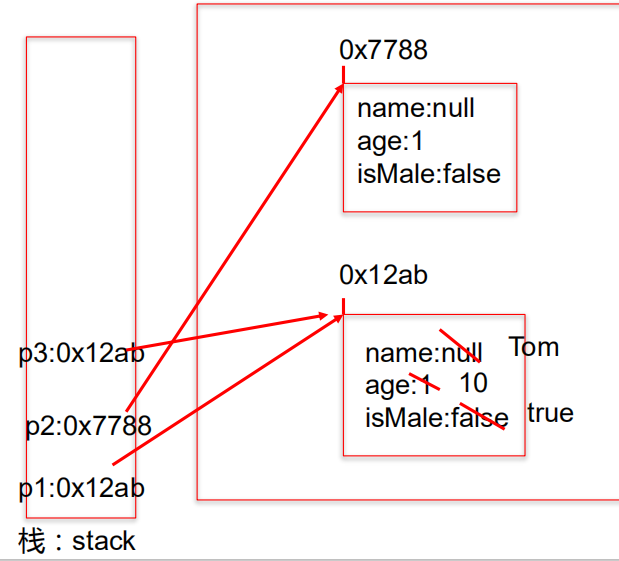 0x7788
name:null
age:1
isMale:false
0x12ab
name:null Tom
age:1 10
isMale:false true
p3:0x12ab
p2:0x7788
p1:0x12ab
栈：stack